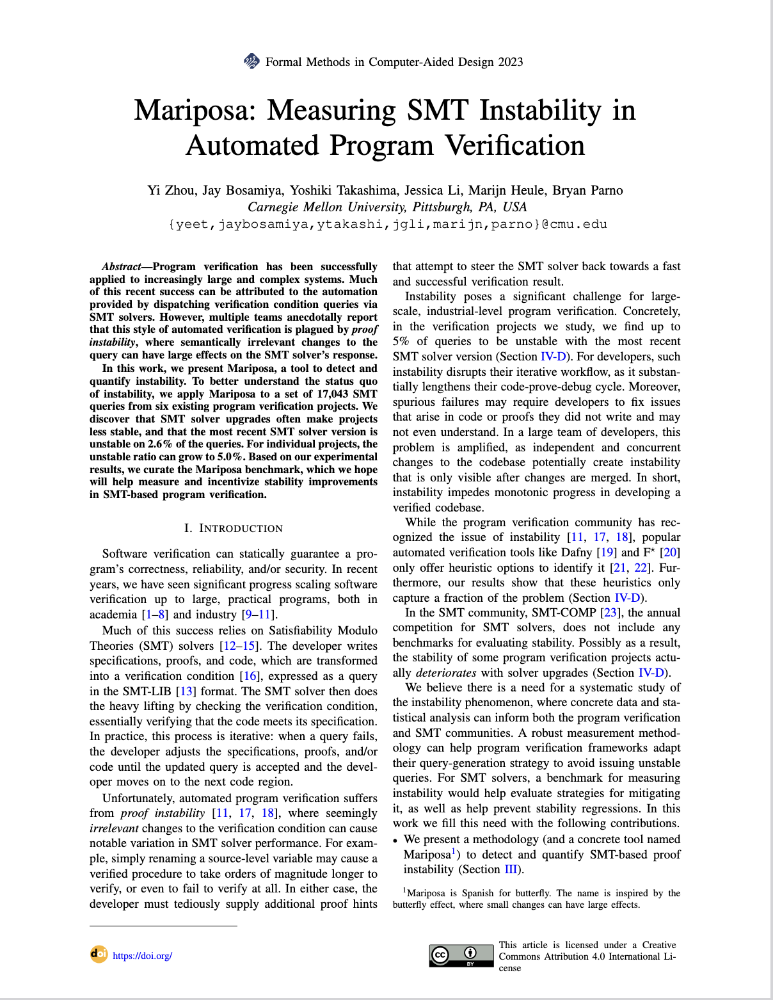 Formal Methods in Computer-Aided Design 2023
Mariposa: Measuring SMT Instability in
Automated Program Verification
Yi Zhou, Jay Bosamiya, Yoshiki Takashima, Jessica Li, Marijn Heule, Bryan Parno
Carnegie Mellon University, Pittsburgh, PA, USA
{yeet,jaybosamiya,ytakashi,jgli,marijn,parno}@cmu.edu
Abstract—Program verification has been successfully
applied to increasingly large and complex systems. Much
of this recent success can be attributed to the automation
provided by dispatching verification condition queries via
SMT solvers. However, multiple teams anecdotally report
that this style of automated verification is plagued by proof
instability, where semantically irrelevant changes to the
query can have large effects on the SMT solver's response.
In this work, we present Mariposa, a tool to detect and
quantify instability. To better understand the status quo
of instability, we apply Mariposa to a set of 17,043 SMT
queries from six existing program verification projects. We
discover that SMT solver upgrades often make projects
less stable, and that the most recent SMT solver version is
unstable on 2.6% of the queries. For individual projects, the
unstable ratio can grow to 5.0%. Based on our experimental
results, we curate the Mariposa benchmark, which we hope
will help measure and incentivize stability improvements
in SMT-based program verification.
I. INTRODUCTION
Software verification can statically guarantee a pro-
gram's correctness, reliability, and/or security. In recent
years, we have seen significant progress scaling software
verification up to large, practical programs, both in
academia [1–8] and industry [9–11].
Much of this success relies on Satisfiability Modulo
Theories (SMT) solvers [12–15]. The developer writes
specifications, proofs, and code, which are transformed
into a verification condition [16], expressed as a query
in the SMT-LIB [13] format. The SMT solver then does
the heavy lifting by checking the verification condition,
essentially verifying that the code meets its specification.
In practice, this process is iterative: when a query fails,
the developer adjusts the specifications, proofs, and/or
code until the updated query is accepted and the devel-
oper moves on to the next code region.
Unfortunately, automated program verification suffers
from proof instability [11, 17, 18], where seemingly
irrelevant changes to the verification condition can cause
notable variation in SMT solver performance. For exam-
ple, simply renaming a source-level variable may cause a
verified procedure to take orders of magnitude longer to
verify, or even to fail to verify at all. In either case, the
developer must tediously supply additional proof hints
that attempt to steer the SMT solver back towards a fast
and successful verification result.
Instability poses a significant challenge for large-
scale, industrial-level program verification. Concretely,
in the verification projects we study, we find up to
5% of queries to be unstable with the most recent
SMT solver version (Section IV-D). For developers, such
instability disrupts their iterative workflow, as it substan-
tially lengthens their code-prove-debug cycle. Moreover,
spurious failures may require developers to fix issues
that arise in code or proofs they did not write and may
not even understand. In a large team of developers, this
problem is amplified, as independent and concurrent
changes to the codebase potentially create instability
that is only visible after changes are merged. In short,
instability impedes monotonic progress in developing a
verified codebase.
While the program verification community has rec-
ognized the issue of instability [11, 17, 18], popular
automated verification tools like Dafny [19] and F⋆ [20]
only offer heuristic options to identify it [21, 22]. Fur-
thermore, our results show that these heuristics only
capture a fraction of the problem (Section IV-D).
In the SMT community, SMT-COMP [23], the annual
competition for SMT solvers, does not include any
benchmarks for evaluating stability. Possibly as a result,
the stability of some program verification projects actu-
ally deteriorates with solver upgrades (Section IV-D).
We believe there is a need for a systematic study of
the instability phenomenon, where concrete data and sta-
tistical analysis can inform both the program verification
and SMT communities. A robust measurement method-
ology can help program verification frameworks adapt
their query-generation strategy to avoid issuing unstable
queries. For SMT solvers, a benchmark for measuring
instability would help evaluate strategies for mitigating
it, as well as help prevent stability regressions. In this
work we fill this need with the following contributions.
• We present a methodology (and a concrete tool named
Mariposa¹) to detect and quantify SMT-based proof
instability (Section III).
¹Mariposa is Spanish for butterfly. The name is inspired by the
butterfly effect, where small changes can have large effects.
doi https://doi.org/
cc BY
This article is licensed under a Creative
Commons Attribution 4.0 International Li-
cense